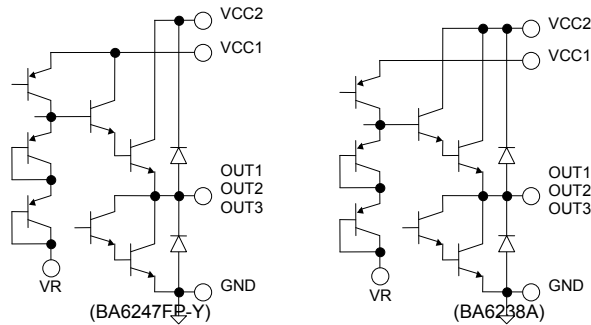 VCC2
VCC1
OUT1
OUT2
OUT3
VR
GND
(BA6247FP-Y)
VCC2
VCC1
OUT1
OUT2
OUT3
VR
GND
(BA6238A)